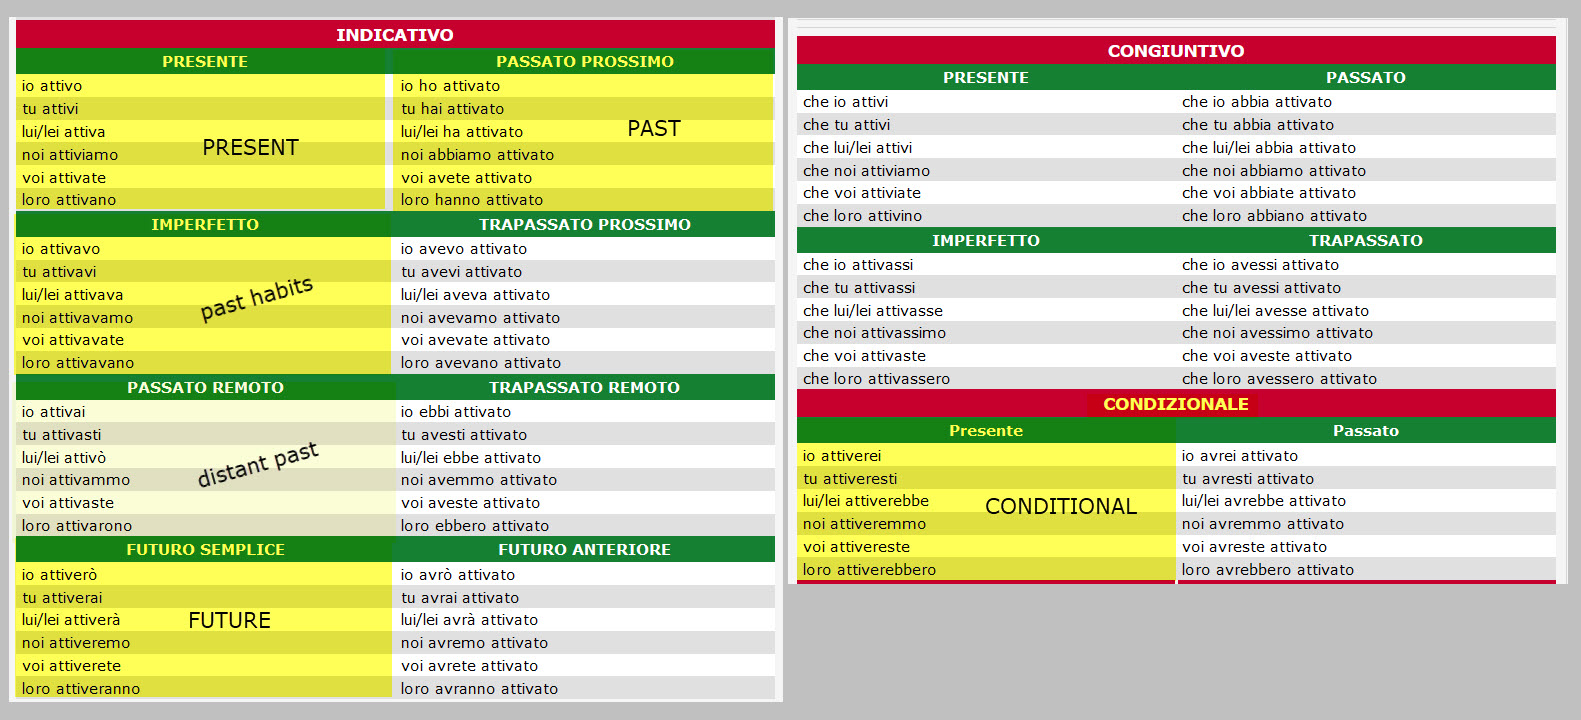 INDICATIVO
PRESENTE
io attivo
tu attivi
lui/lei attiva
noi attiviamo
voi attivate
loro attivano
PRESENT
PASSATO PROSSIMO
io ho attivato
tu hai attivato
lui/lei ha attivato
noi abbiamo attivato
voi avete attivato
loro hanno attivato
PAST
IMPERFETTO
io attivavo
tu attivavi
lui/lei attivava
noi attivavamo
voi attivavate
loro attivavano
past habits
TRAPASSATO PROSSIMO
io avevo attivato
tu avevi attivato
lui/lei aveva attivato
noi avevamo attivato
voi avevate attivato
loro avevano attivato
PASSATO REMOTO
io attivai
tu attivasti
lui/lei attivò
noi attivammo
voi attivaste
loro attivarono
distant past
TRAPASSATO REMOTO
io ebbi attivato
tu avesti attivato
lui/lei ebbe attivato
noi avemmo attivato
voi aveste attivato
loro ebbero attivato
FUTURO SEMPLICE
io attiverò
tu attiverai
lui/lei attiverà
noi attiveremo
voi attiverete
loro attiveranno
FUTURE
FUTURO ANTERIORE
io avrò attivato
tu avrai attivato
lui/lei avrà attivato
noi avremo attivato
voi avrete attivato
loro avranno attivato
CONGIUNTIVO
PRESENTE
che io attivi
che tu attivi
che lui/lei attivi
che noi attiviamo
che voi attiviate
che loro attivino
PASSATO
che io abbia attivato
che tu abbia attivato
che lui/lei abbia attivato
che noi abbiamo attivato
che voi abbiate attivato
che loro abbiano attivato
IMPERFETTO
che io attivassi
che tu attivassi
che lui/lei attivasse
che noi attivassimo
che voi attivaste
che loro attivassero
TRAPASSATO
che io avessi attivato
che tu avessi attivato
che lui/lei avesse attivato
che noi avessimo attivato
che voi aveste attivato
che loro avessero attivato
CONDIZIONALE
Presente
io attiverei
tu attiveresti
lui/lei attiverebbe
noi attiveremmo
voi attivereste
loro attiverebbero
CONDITIONAL
Passato
io avrei attivato
tu avresti attivato
lui/lei avrebbe attivato
noi avremmo attivato
voi avreste attivato
loro avrebbero attivato